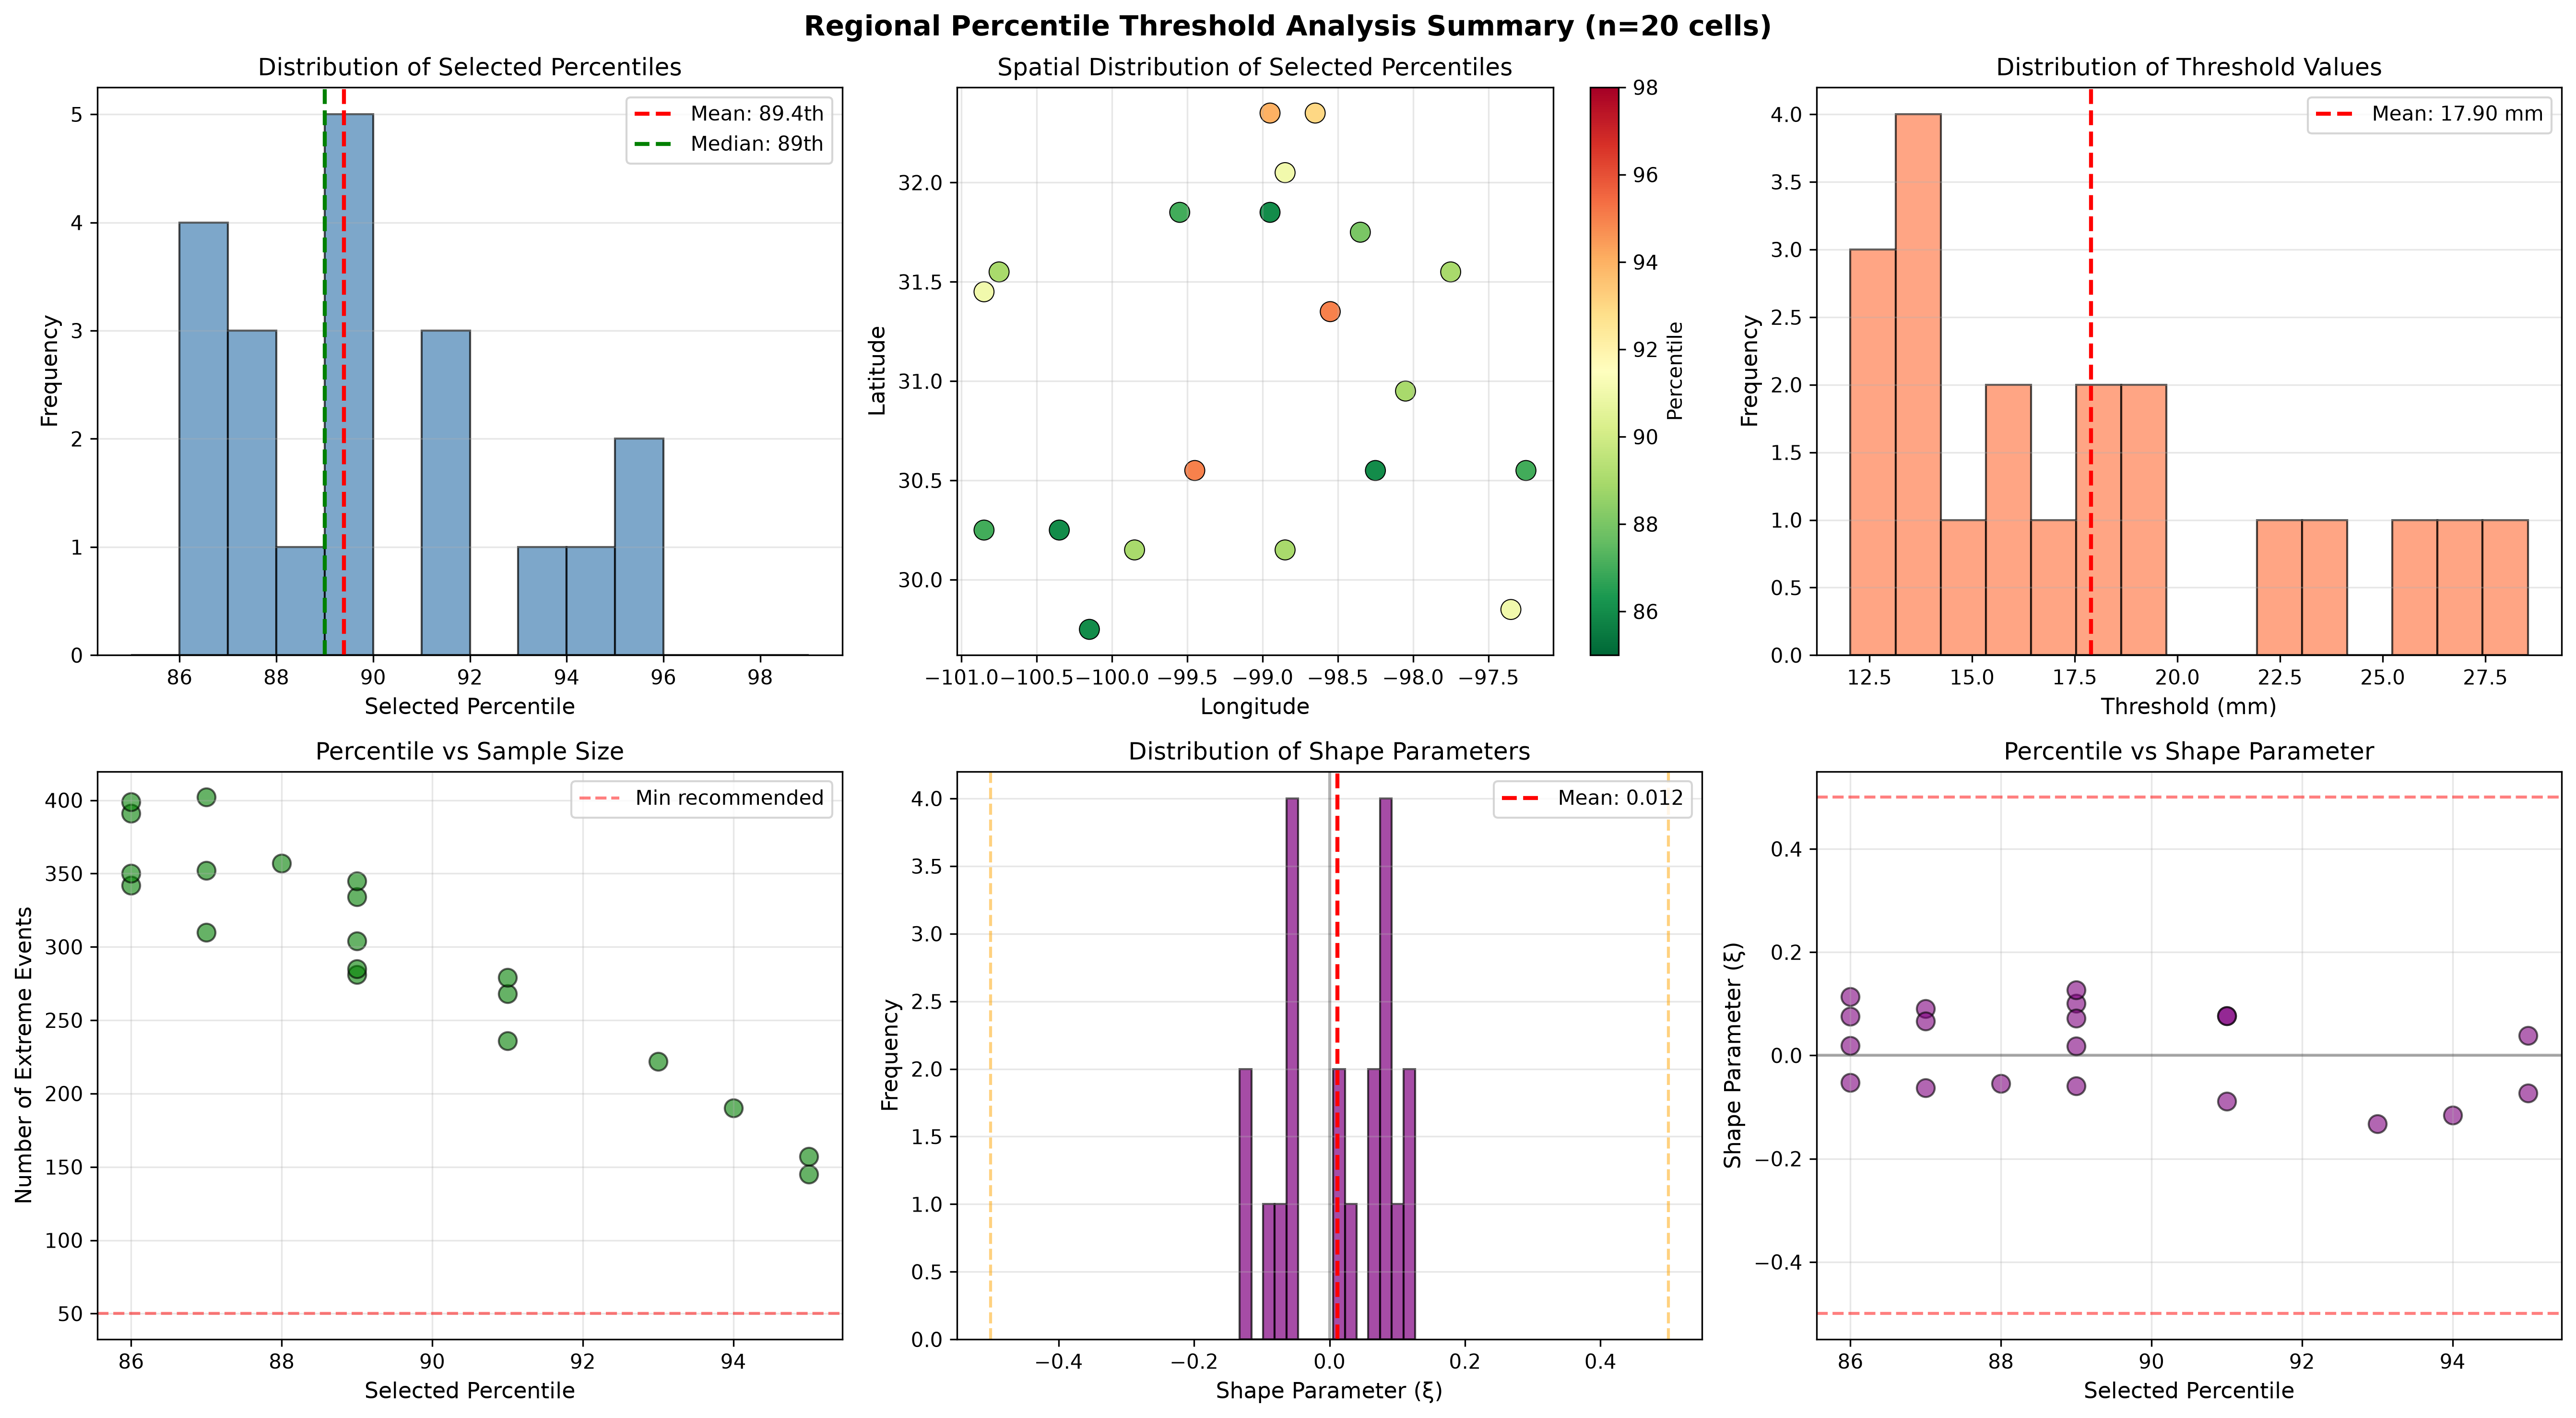 Regional Percentile Threshold Analysis Summary (n=20 cells)
Distribution of Selected Percentiles
Mean: 89.4th
Median: 89th
5
4
3
2
1
0
Frequency
86 88 90 92 94 96 98
Selected Percentile
Spatial Distribution of Selected Percentiles
32.0
31.5
31.0
30.5
30.0
Latitude
−101.0 −100.5 −100.0 −99.5 −99.0 −98.5 −98.0 −97.5
Longitude
98
96
94
92
90
88
86
Percentile
Distribution of Threshold Values
Mean: 17.90 mm
4.0
3.5
3.0
2.5
2.0
1.5
1.0
0.5
0.0
Frequency
12.5 15.0 17.5 20.0 22.5 25.0 27.5
Threshold (mm)
Percentile vs Sample Size
Min recommended
400
350
300
250
200
150
100
50
Number of Extreme Events
86 88 90 92 94
Selected Percentile
Distribution of Shape Parameters
Mean: 0.012
4.0
3.5
3.0
2.5
2.0
1.5
1.0
0.5
0.0
Frequency
−0.4 −0.2 0.0 0.2 0.4
Shape Parameter (ξ)
Percentile vs Shape Parameter
0.4
0.2
0.0
−0.2
−0.4
Shape Parameter (ξ)
86 88 90 92 94
Selected Percentile